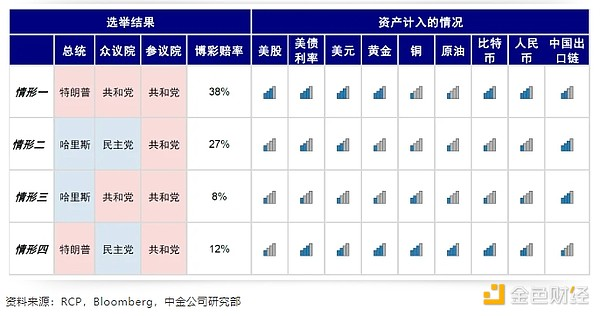 选举结果 资产计入的情况
总统 众议院 参议院 博彩赔率 美股 美债利率 美元 黄金 铜 原油 比特币 人民币 中国出口链
情形一 特朗普 共和党 共和党 38%
情形二 哈里斯 民主党 共和党 27%
情形三 哈里斯 共和党 共和党 8%
情形四 特朗普 民主党 共和党 12%
资料来源：RCP，Bloomberg，中金公司研究部
金色财经